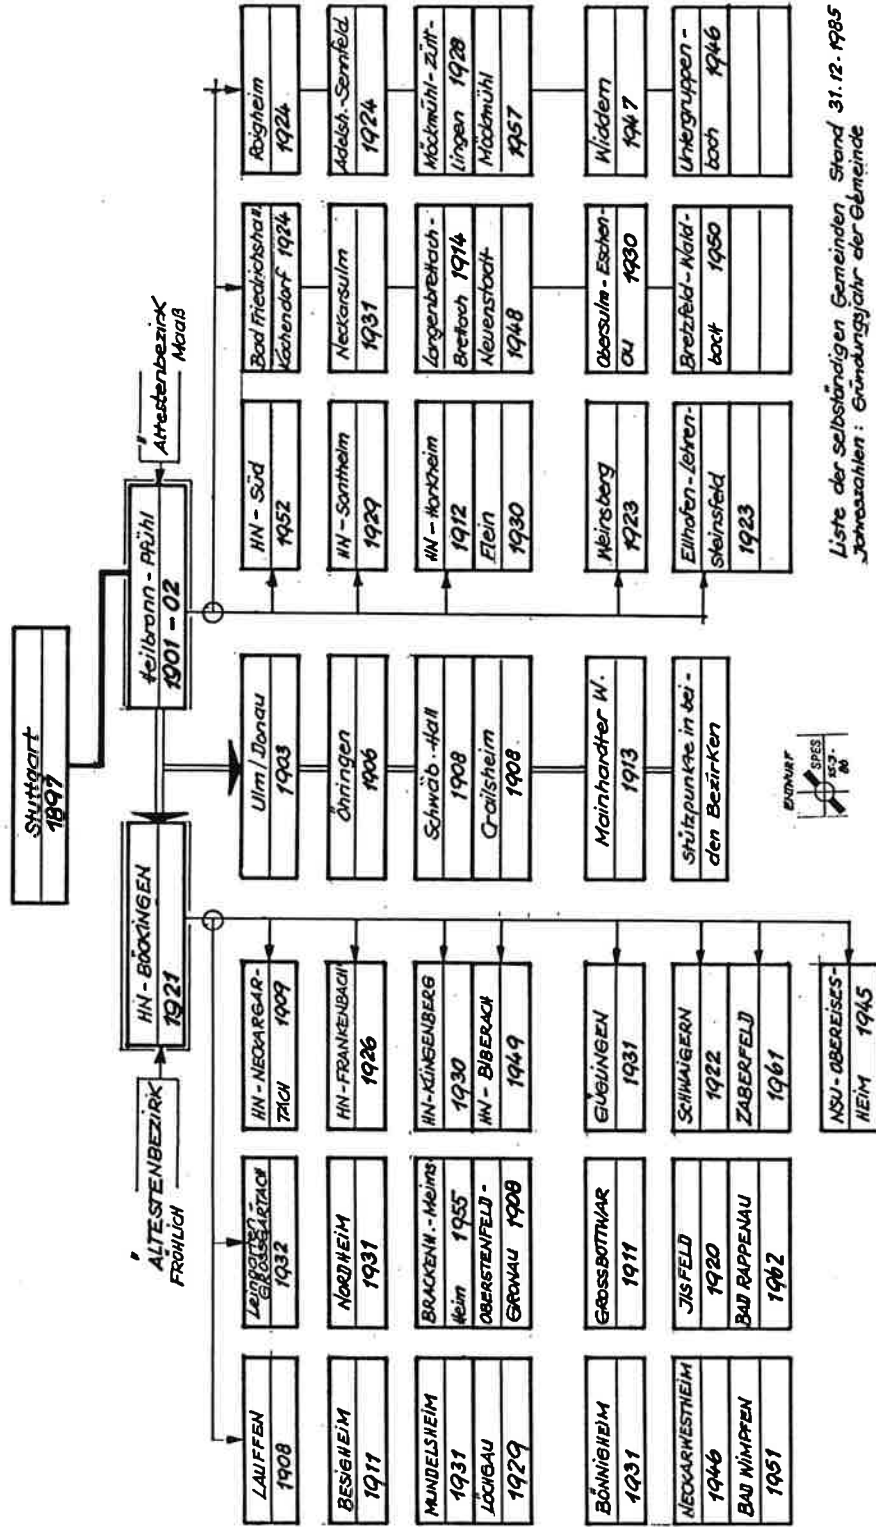 Stuttgart
1897
HN - BÖCKINGEN
1921
Heilbronn - Pfühl
1901 - 02
ÄLTESTENBEZIRK
FRÖHLICH
Ältestenbezirk
Maaß
LAUFFEN
1908
BESIGHEIM
1911
MUNDELSHEIM
1931
LÖCHGAU
1929
BÖNNIGHEIM
1931
NECKARWESTHEIM
1946
BAD WIMPFEN
1951
Leingarten-
GROSSGARTACH
1932
NORDHEIM
1931
BRACKENH.-Meims
Heim 1955
OBERSTENFELD -
GRONAU 1908
GROSSBOTTWAR
1911
JLSFELD
1920
BAD RAPPENAU
1962
HN - NECKARGAR-
TACH 1909
HN-FRANKENBACH
1926
HN-KLINGENBERG
1930
HN - BIBERACH
1949
GÜGLINGEN
1931
SCHWAIGERN
1922
ZABERFELD
1961
NSU-OBEREISES-
HEIM 1945
Ulm / Donau
1903
Öhringen
1906
Schwäb.-Hall
1908
Crailsheim
1908
Mainhardter W.
1913
Stützpunkte in bei-
den Bezirken
HN - Süd
1952
HN - Sontheim
1929
HN - Horkheim
1912
Flein
1930
Weinsberg
1923
Ellhofen - Lehren-
steinsfeld
1923
Bad Friedrichshall
Kochendorf 1924
Neckarsulm
1931
Langenbrettach -
Brettach 1914
Neuenstadt
1948
Obersulm - Eschen-
au 1930
Bretzfeld - Wald-
bach 1950
Roigheim
1924
Adelsh.-Sennfeld
1924
Möckmühl - Zütt-
lingen 1928
Möckmühl
1957
Widdern
1947
Untergruppen -
bach 1946
ENTWURF
SPES
Liste der selbständigen Gemeinden Stand 31.12.1985
Jahreszahlen : Gründungsjahr der Gemeinde